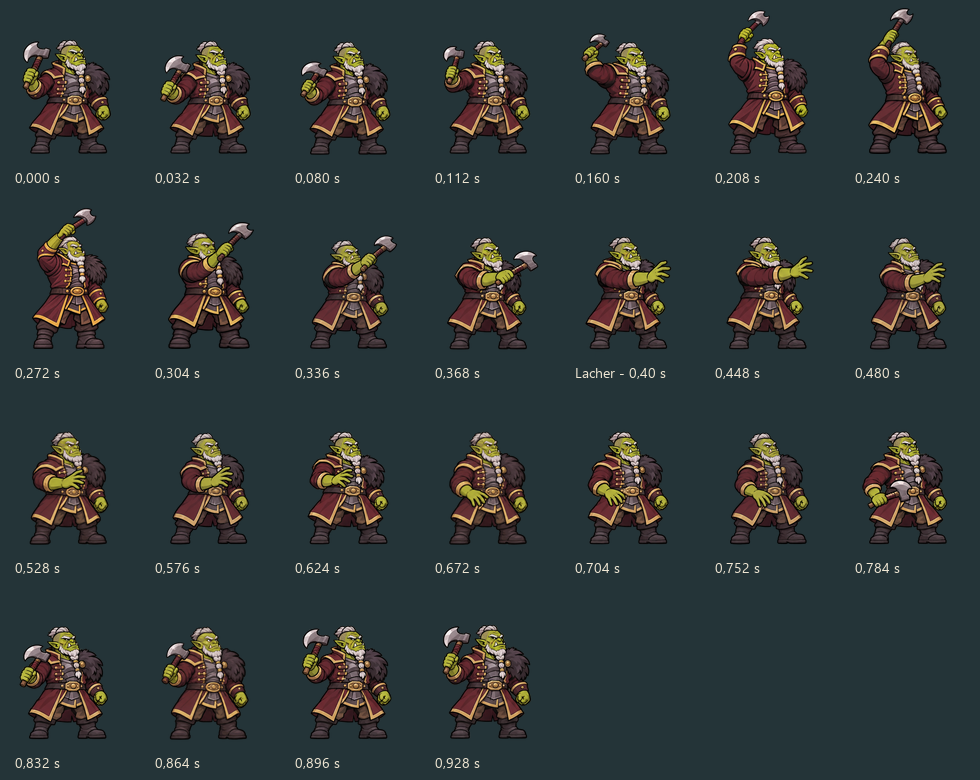 0,000 s
0,032 s
0,080 s
0,112 s
0,160 s
0,208 s
0,240 s
0,272 s
0,304 s
0,336 s
0,368 s
Lacher - 0,40 s
0,448 s
0,480 s
0,528 s
0,576 s
0,624 s
0,672 s
0,704 s
0,752 s
0,784 s
0,832 s
0,864 s
0,896 s
0,928 s